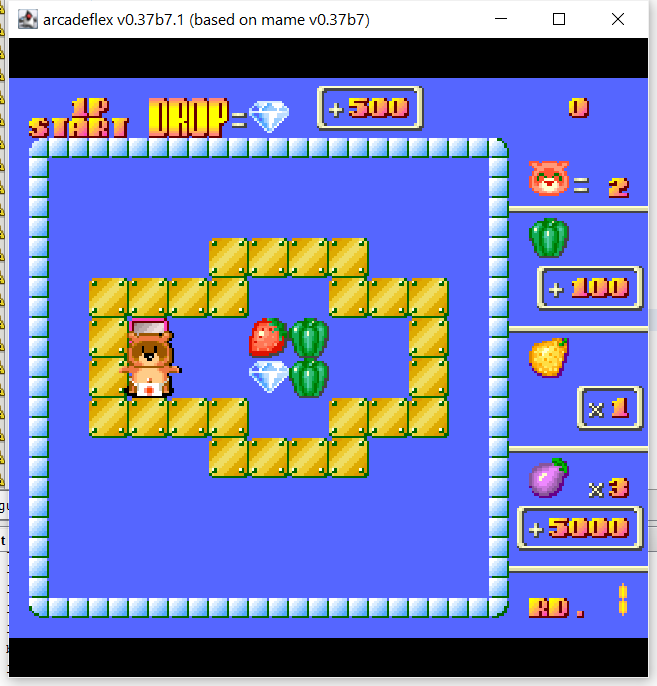 arcadeflex v0.37b7.1 (based on mame v0.37b7)
1P
START
DROP=
+500
0
= 2
+100
×1
×3
+5000
RD. 1